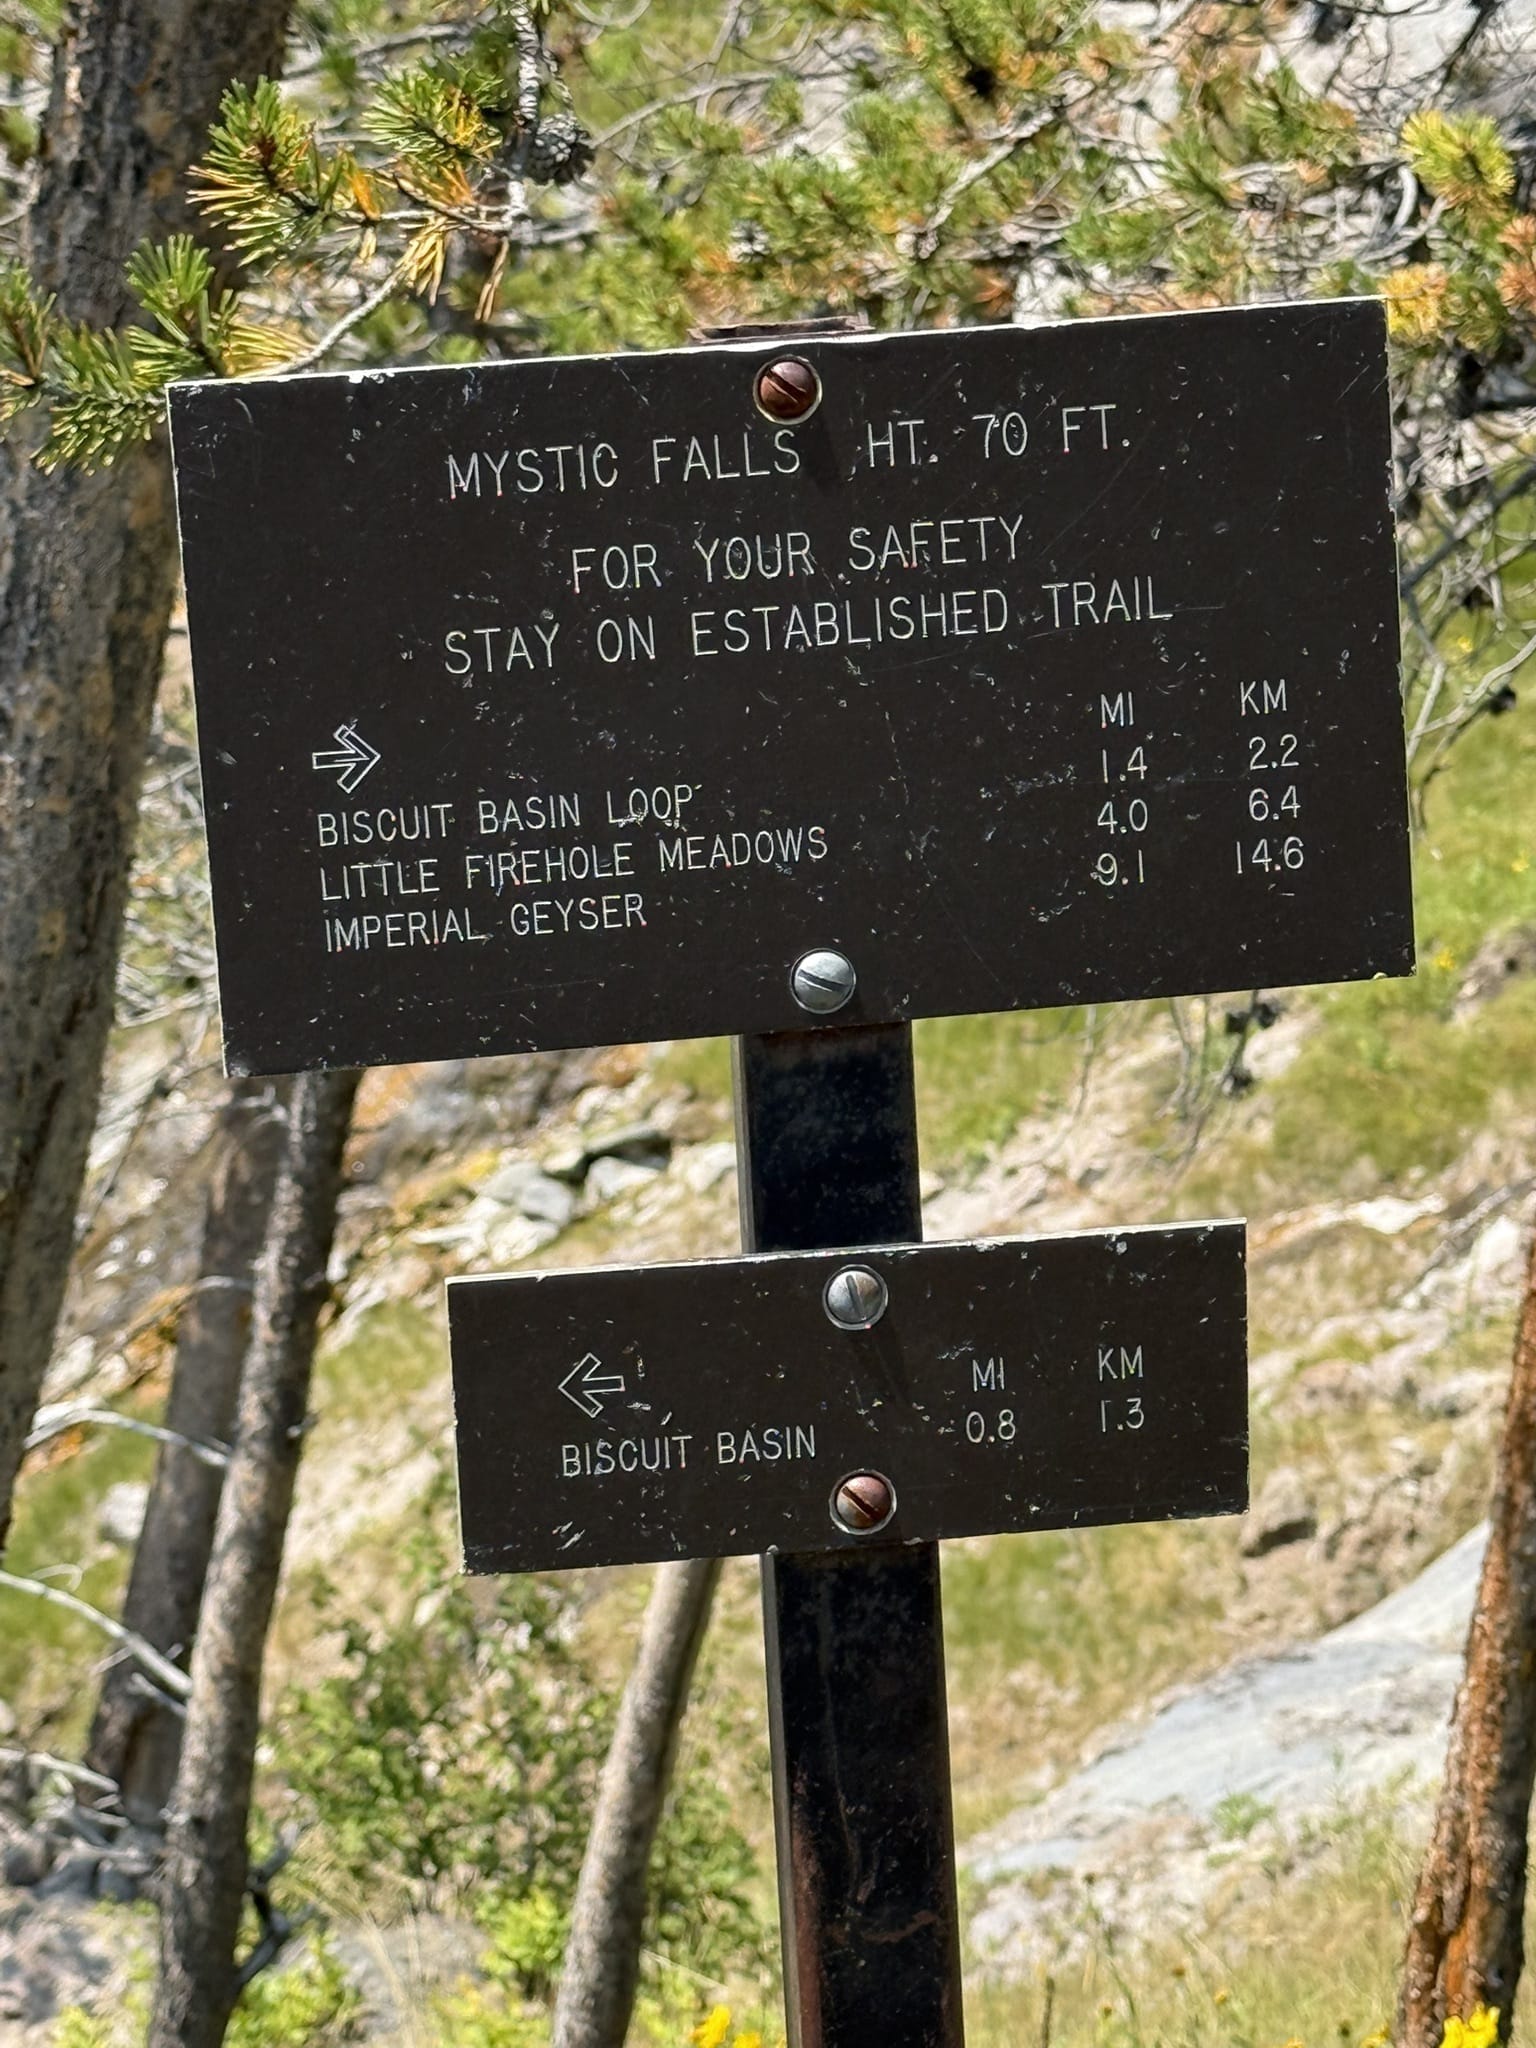 MYSTIC FALLS HT. 70 FT.
FOR YOUR SAFETY
STAY ON ESTABLISHED TRAIL
MI KM
BISCUIT BASIN LOOP 1.4 2.2
LITTLE FIREHOLE MEADOWS 4.0 6.4
IMPERIAL GEYSER 9.1 14.6
MI KM
BISCUIT BASIN 0.8 1.3